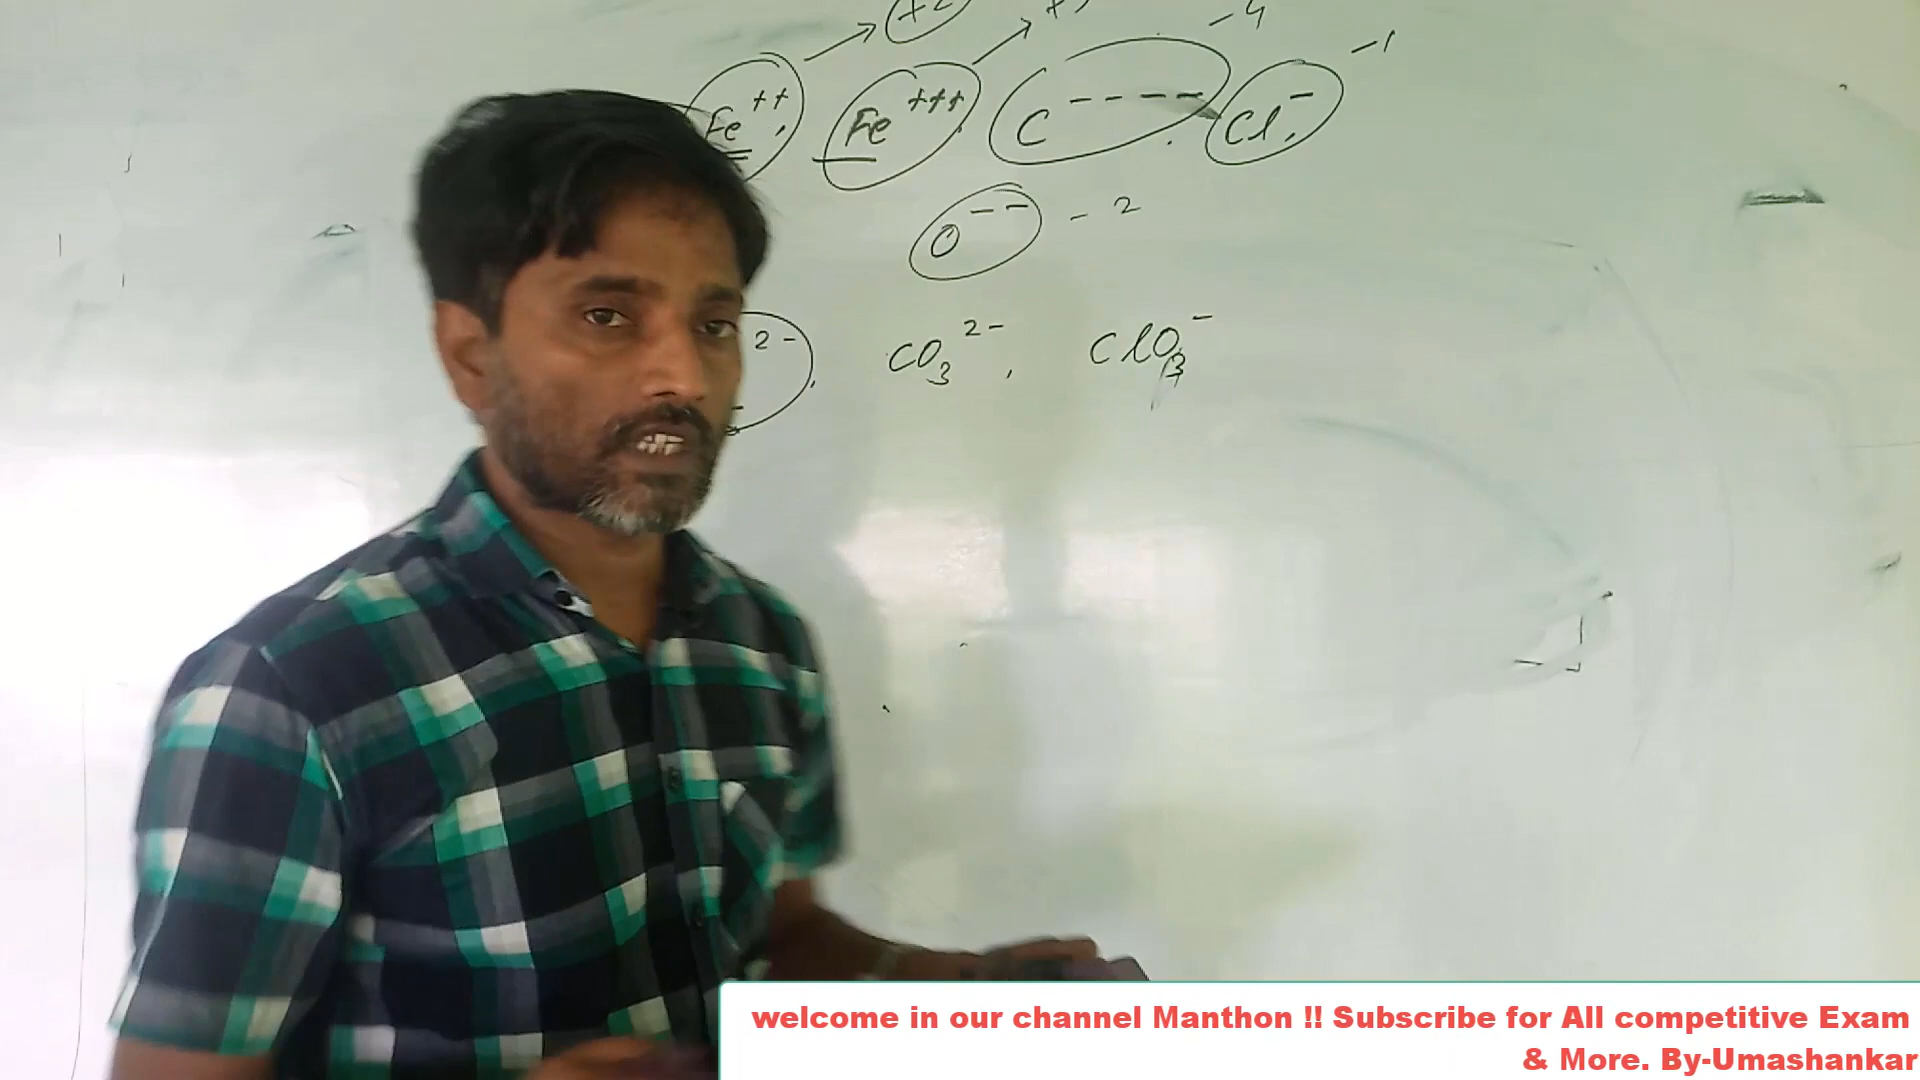 +2 -4 -1
Fe++, Fe+++ C---- Cl-,
O-- -2
2-, CO3 2-, ClO3 -
welcome in our channel Manthon !! Subscribe for All competitive Exam
& More. By-Umashankar